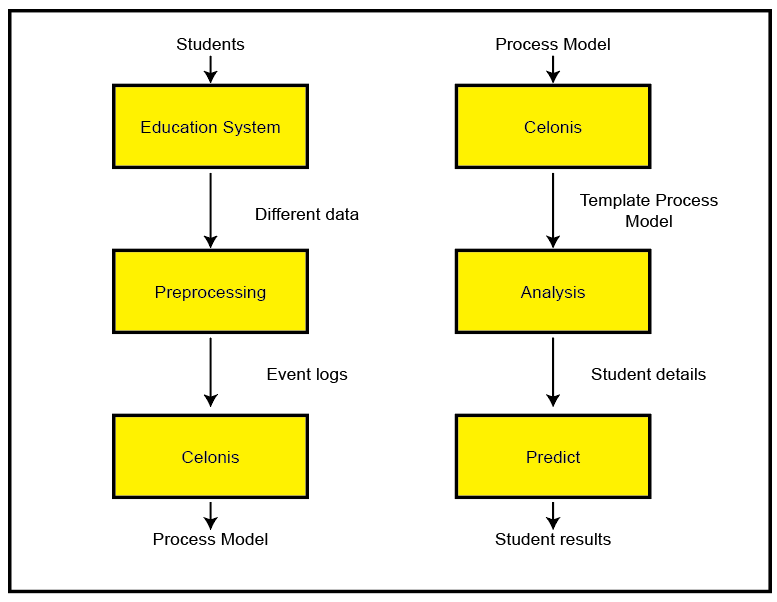 Students
Education System
Different data
Preprocessing
Event logs
Celonis
Process Model
Process Model
Celonis
Template Process
Model
Analysis
Student details
Predict
Student results